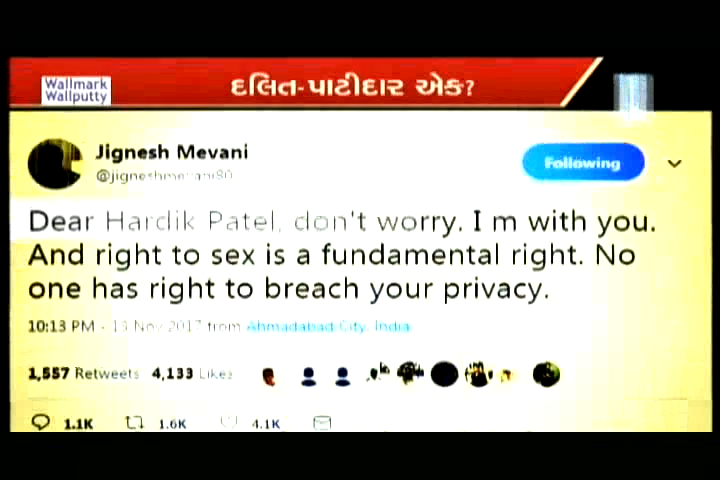 Wallmark
Wallputty
દલિત-પાટીદાર એક?
Jignesh Mevani
@jigneshmevani80
Following
Dear Hardik Patel, don't worry. I m with you.
And right to sex is a fundamental right. No
one has right to breach your privacy.
10:13 PM - 13 Nov 2017 from Ahmadabad City, India
1,557 Retweets 4,133 Likes
1.1K 1.6K 4.1K